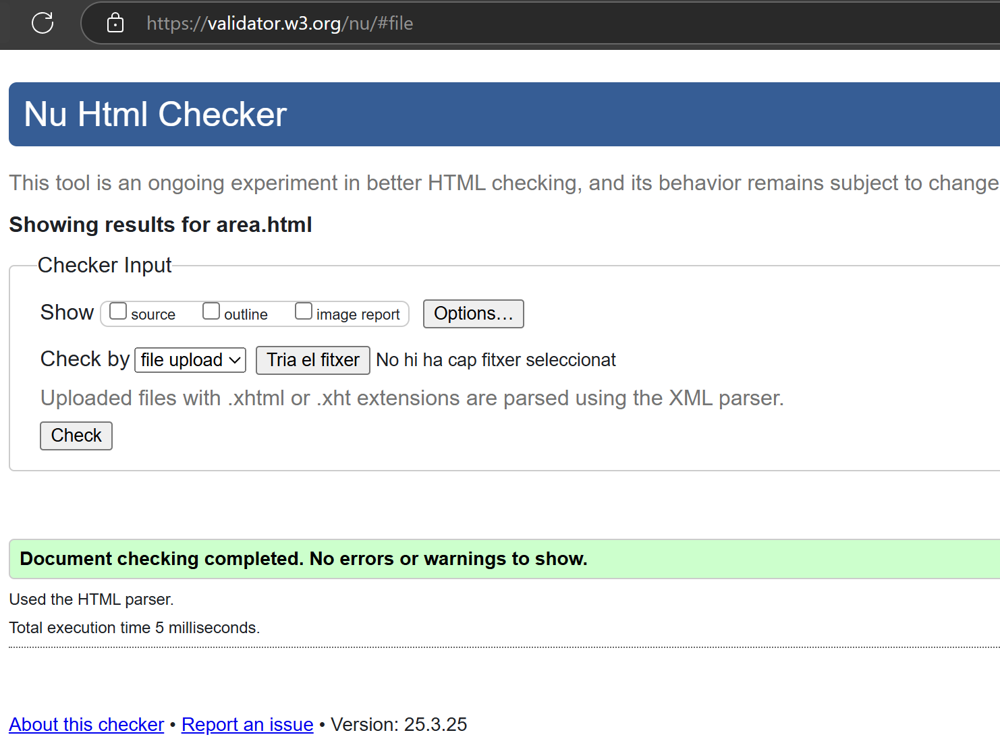 https://validator.w3.org/nu/#file
Nu Html Checker
This tool is an ongoing experiment in better HTML checking, and its behavior remains subject to change
Showing results for area.html
Checker Input
Show source outline image report Options…
Check by file upload Tria el fitxer No hi ha cap fitxer seleccionat
Uploaded files with .xhtml or .xht extensions are parsed using the XML parser.
Check
Document checking completed. No errors or warnings to show.
Used the HTML parser.
Total execution time 5 milliseconds.
About this checker • Report an issue • Version: 25.3.25